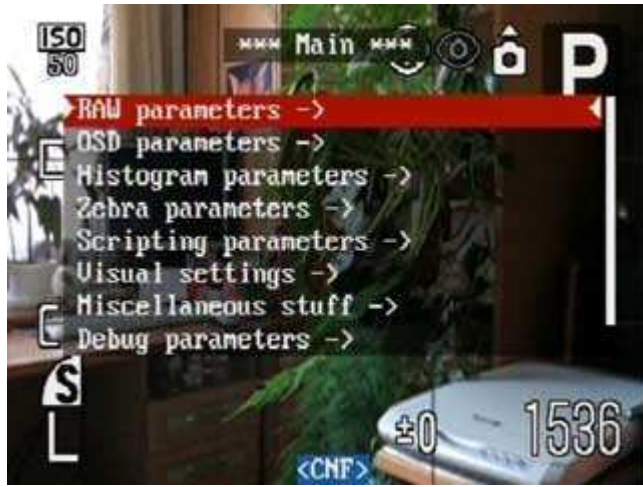 ISO
50
*** Main ***
P
RAW parameters ->
OSD parameters ->
Histogram parameters ->
Zebra parameters ->
Scripting parameters ->
Visual settings ->
Miscellaneous stuff ->
Debug parameters ->
S
L
±0
1536
<CNF>